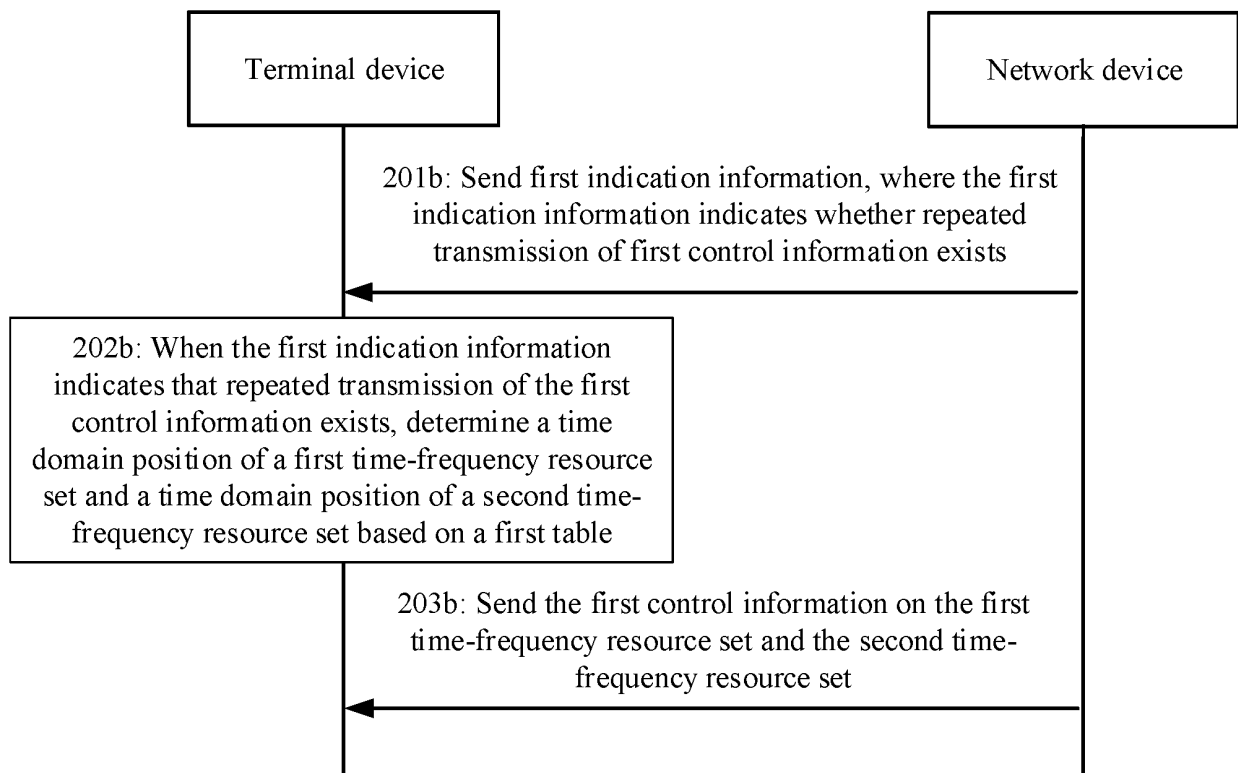 Terminal device
Network device
201b: Send first indication information, where the first
indication information indicates whether repeated
transmission of first control information exists
202b: When the first indication information
indicates that repeated transmission of the first
control information exists, determine a time
domain position of a first time-frequency resource
set and a time domain position of a second time-
frequency resource set based on a first table
203b: Send the first control information on the first
time-frequency resource set and the second time-
frequency resource set